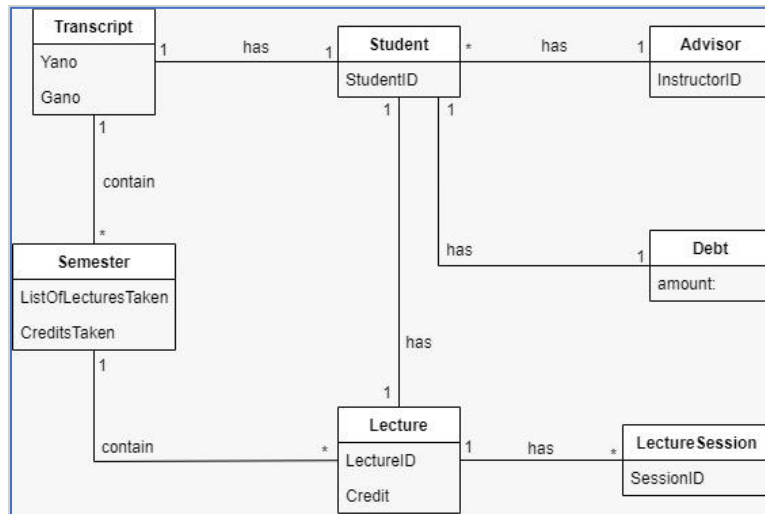 Transcript
Yano
Gano
1
has
1
Student
StudentID
*
has
1
Advisor
InstructorID
1
contain
*
1
1
has
1
Debt
amount:
Semester
ListOfLecturesTaken
CreditsTaken
1
contain
*
has
1
Lecture
LectureID
Credit
1
has
*
LectureSession
SessionID